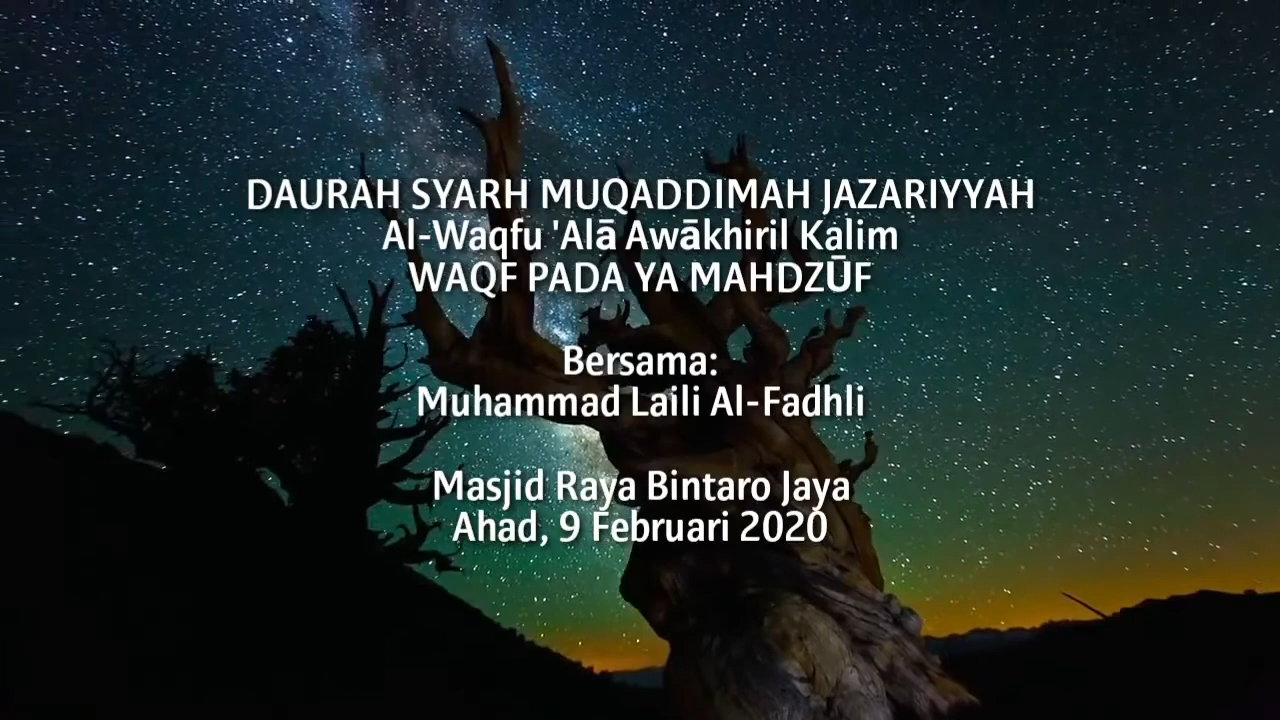 DAURAH SYARH MUQADDIMAH JAZARIYYAH
Al-Waqfu 'Alā Awākhiril Kalim
WAQF PADA YA MAHDZŪF
Bersama:
Muhammad Laili Al-Fadhli
Masjid Raya Bintaro Jaya
Ahad, 9 Februari 2020